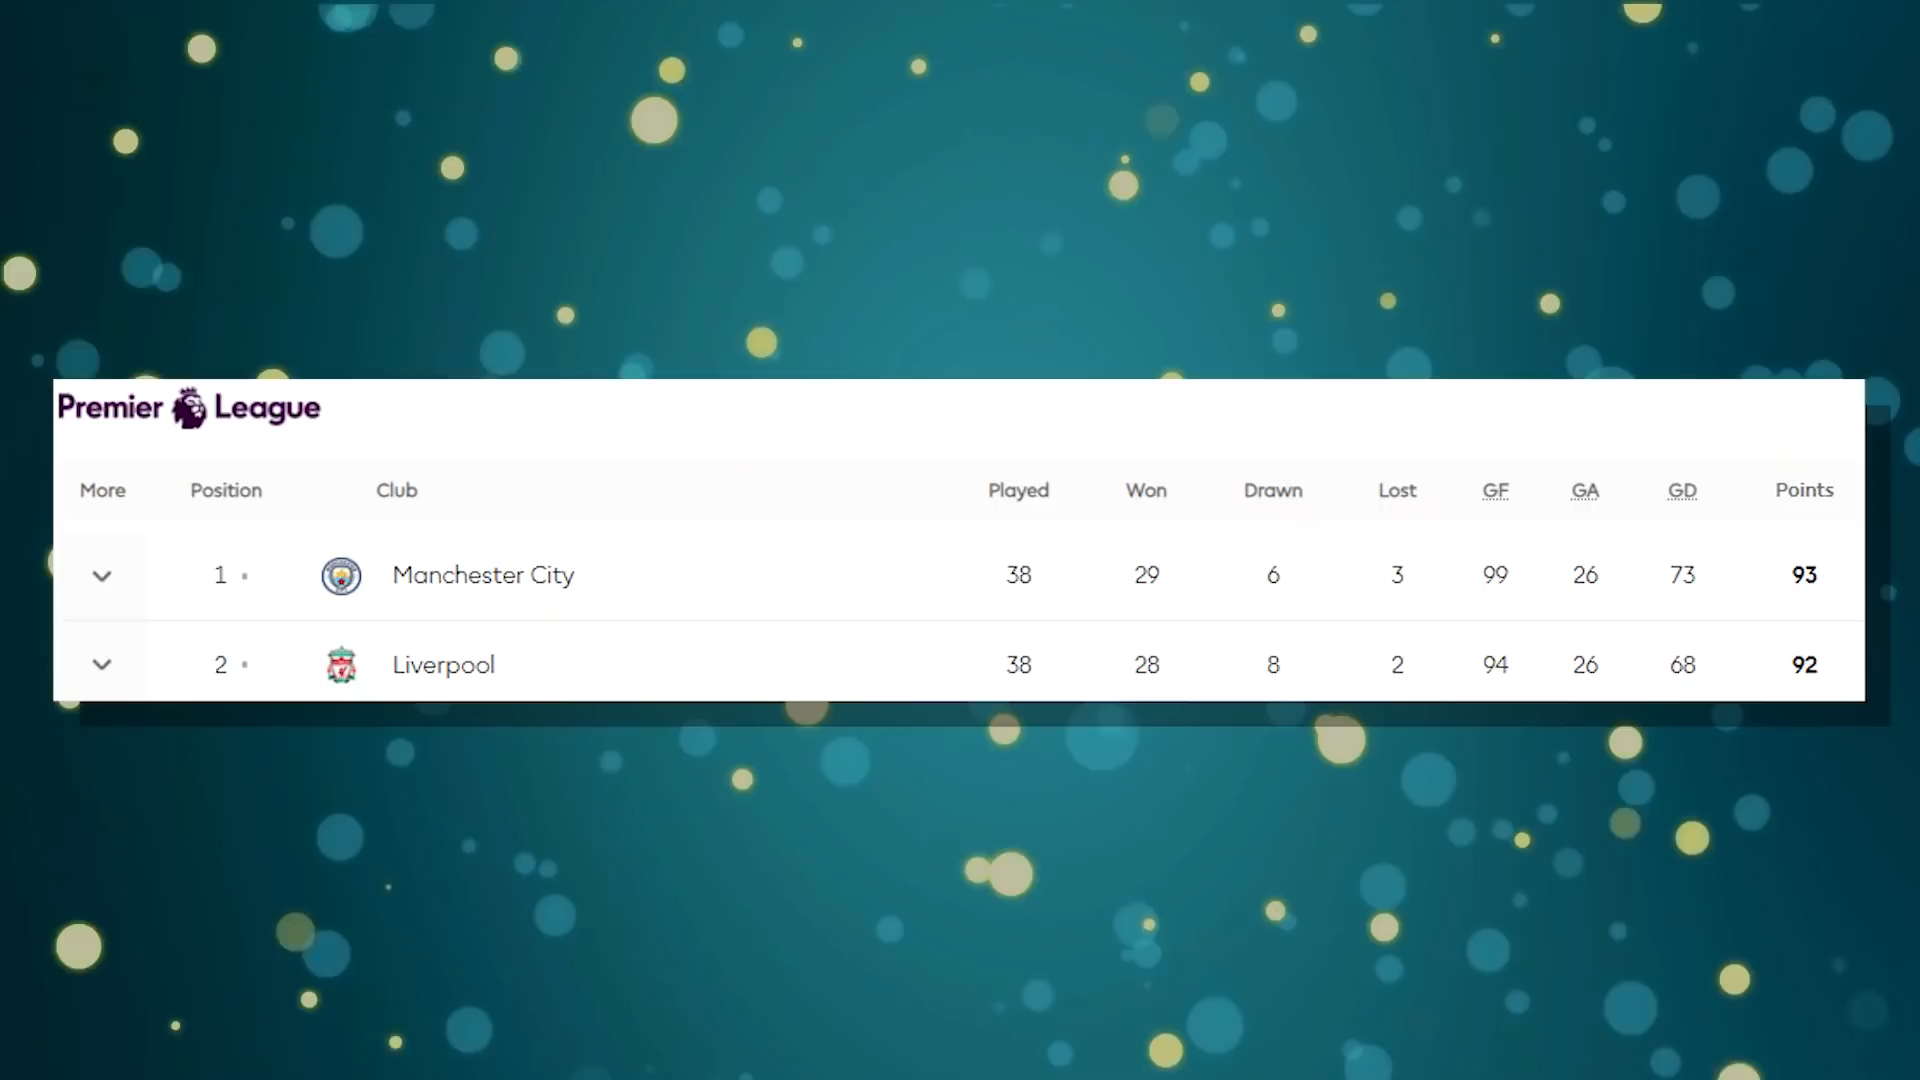 Premier League
More Position Club Played Won Drawn Lost GF GA GD Points
1 Manchester City 38 29 6 3 99 26 73 93
2 Liverpool 38 28 8 2 94 26 68 92